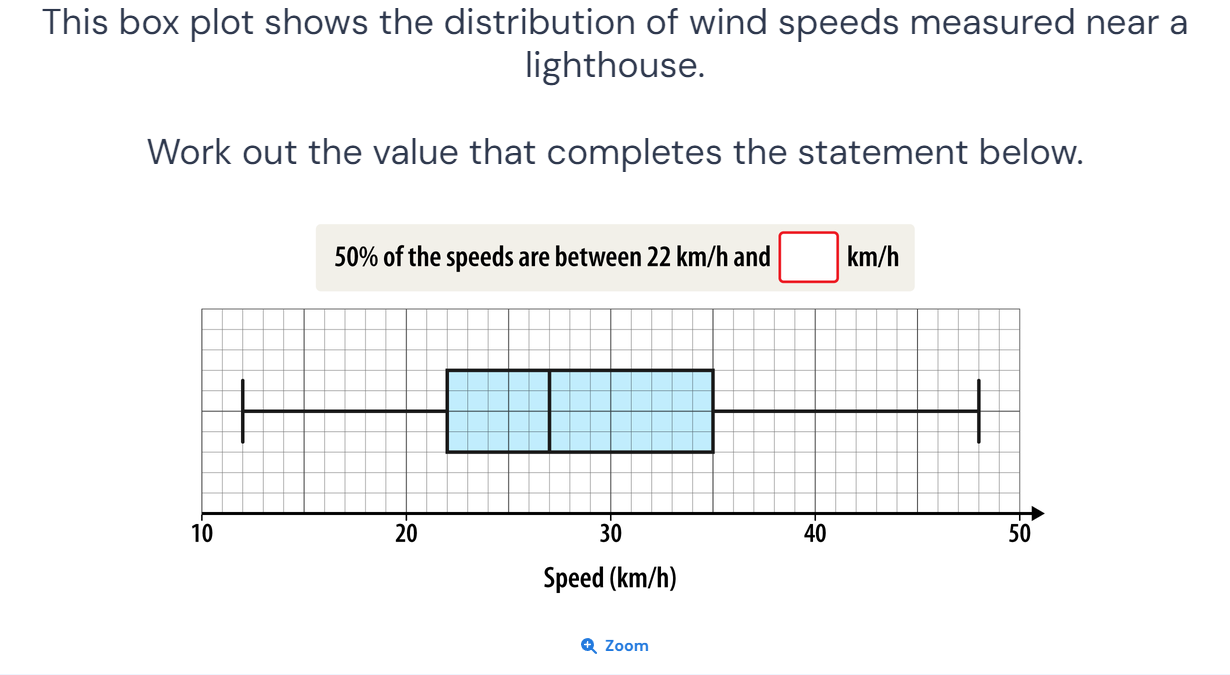 This box plot shows the distribution of wind speeds measured near a
lighthouse.
Work out the value that completes the statement below.
50% of the speeds are between 22 km/h and km/h
10 20 30 40 50
Speed (km/h)
Zoom